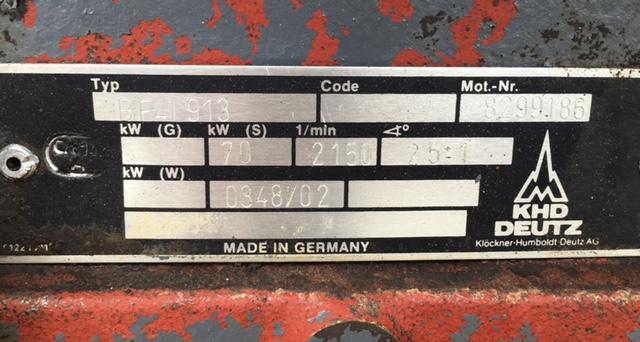 Typ Code Mot.-Nr.
BF4L913 8299186
kW (G) kW (S) 1/min ∢°
70 2150 25±1
kW (W)
0348/02
KHD
DEUTZ
MADE IN GERMANY Klöckner-Humboldt-Deutz AG